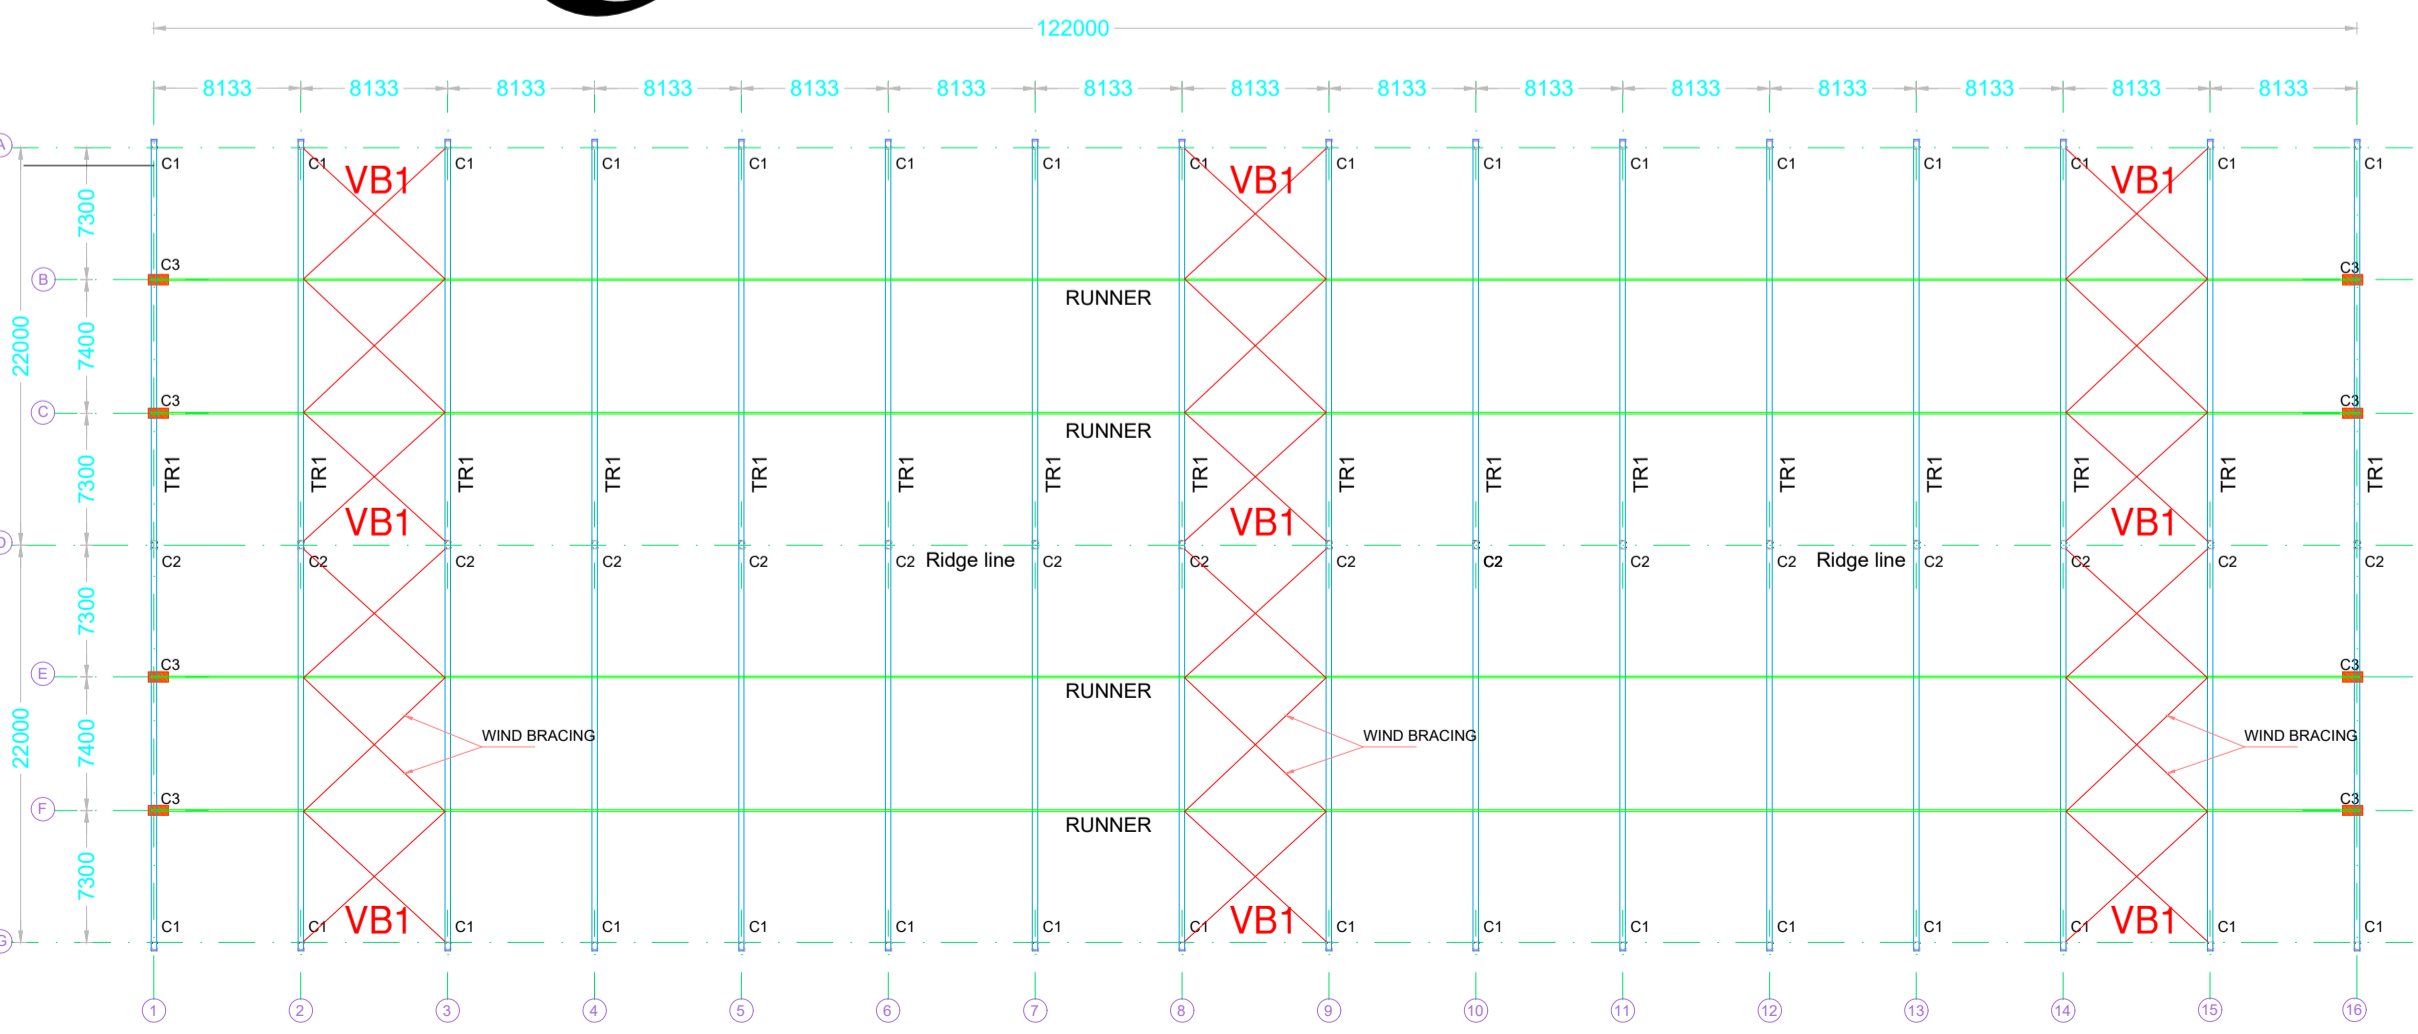 122000
8133 8133 8133 8133 8133 8133 8133 8133 8133 8133 8133 8133 8133 8133 8133
A
C1 C1 C1 C1 C1 C1 C1 C1 C1 C1 C1 C1 C1 C1 C1 C1
VB1 VB1 VB1
7300
C3 C3
B
RUNNER
22000 7400
C3 C3
C
RUNNER
7300 TR1 TR1 TR1 TR1 TR1 TR1 TR1 TR1 TR1 TR1 TR1 TR1 TR1 TR1 TR1 TR1
VB1 VB1 VB1
D
C2 C2 C2 C2 C2 C2 Ridge line C2 C2 C2 C2 C2 C2 Ridge line C2 C2 C2 C2
7300
C3 C3
E
RUNNER
22000 7400
WIND BRACING WIND BRACING WIND BRACING
C3 C3
F
RUNNER
7300
VB1 VB1 VB1
C1 C1 C1 C1 C1 C1 C1 C1 C1 C1 C1 C1 C1 C1 C1 C1
G
1 2 3 4 5 6 7 8 9 10 11 12 13 14 15 16